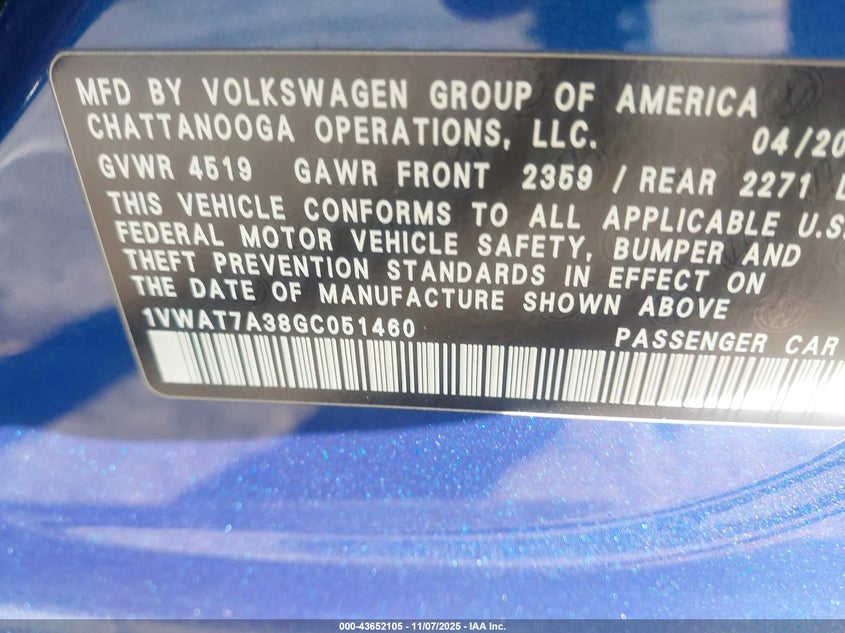 MFD BY VOLKSWAGEN GROUP OF AMERICA
CHATTANOOGA OPERATIONS, LLC. 04/20
GVWR 4519 GAWR FRONT 2359 / REAR 2271 L
THIS VEHICLE CONFORMS TO ALL APPLICABLE U.S.
FEDERAL MOTOR VEHICLE SAFETY, BUMPER AND
THEFT PREVENTION STANDARDS IN EFFECT ON
THE DATE OF MANUFACTURE SHOWN ABOVE
1VWAT7A38GC051460 PASSENGER CAR
000-43652105 - 11/07/2025 - IAA Inc.